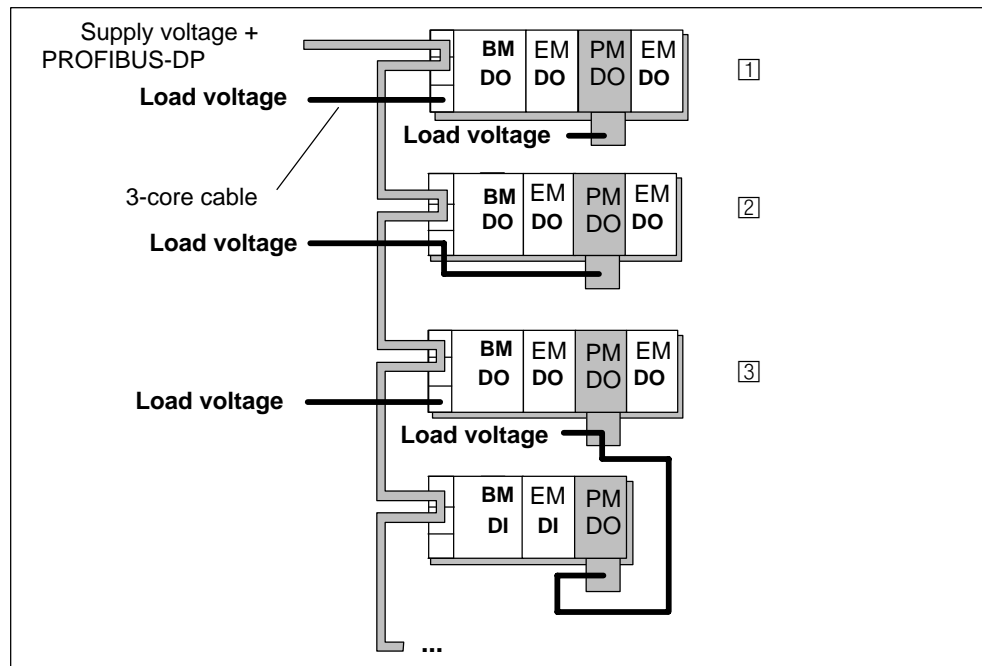 Supply voltage +
PROFIBUS-DP
BM EM PM EM
DO DO DO DO
1
Load voltage
Load voltage
3-core cable
BM EM PM EM
DO DO DO DO
2
Load voltage
BM EM PM EM
DO DO DO DO
3
Load voltage
Load voltage
BM EM PM
DI DI DO
...